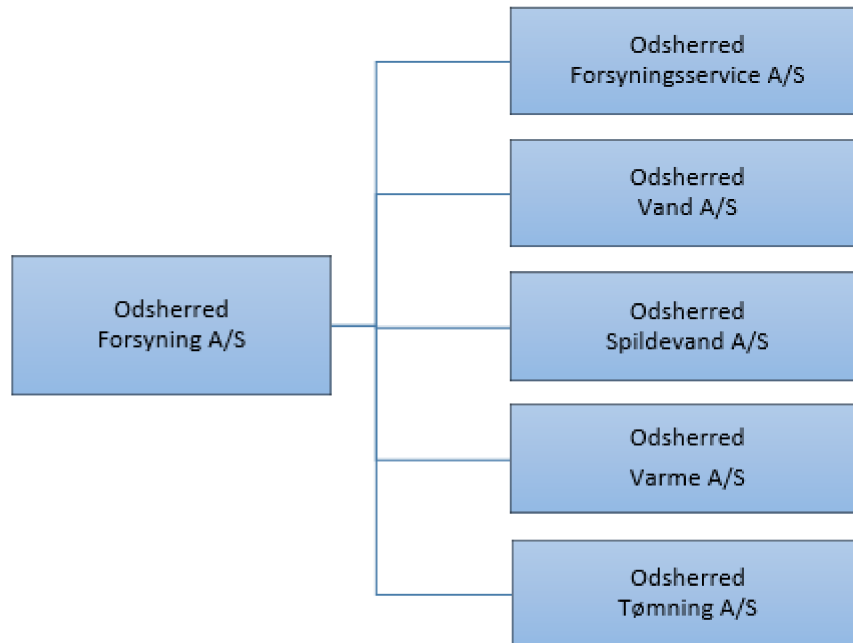 Odsherred
Forsyningsservice A/S
Odsherred
Vand A/S
Odsherred
Forsyning A/S
Odsherred
Spildevand A/S
Odsherred
Varme A/S
Odsherred
Tømning A/S